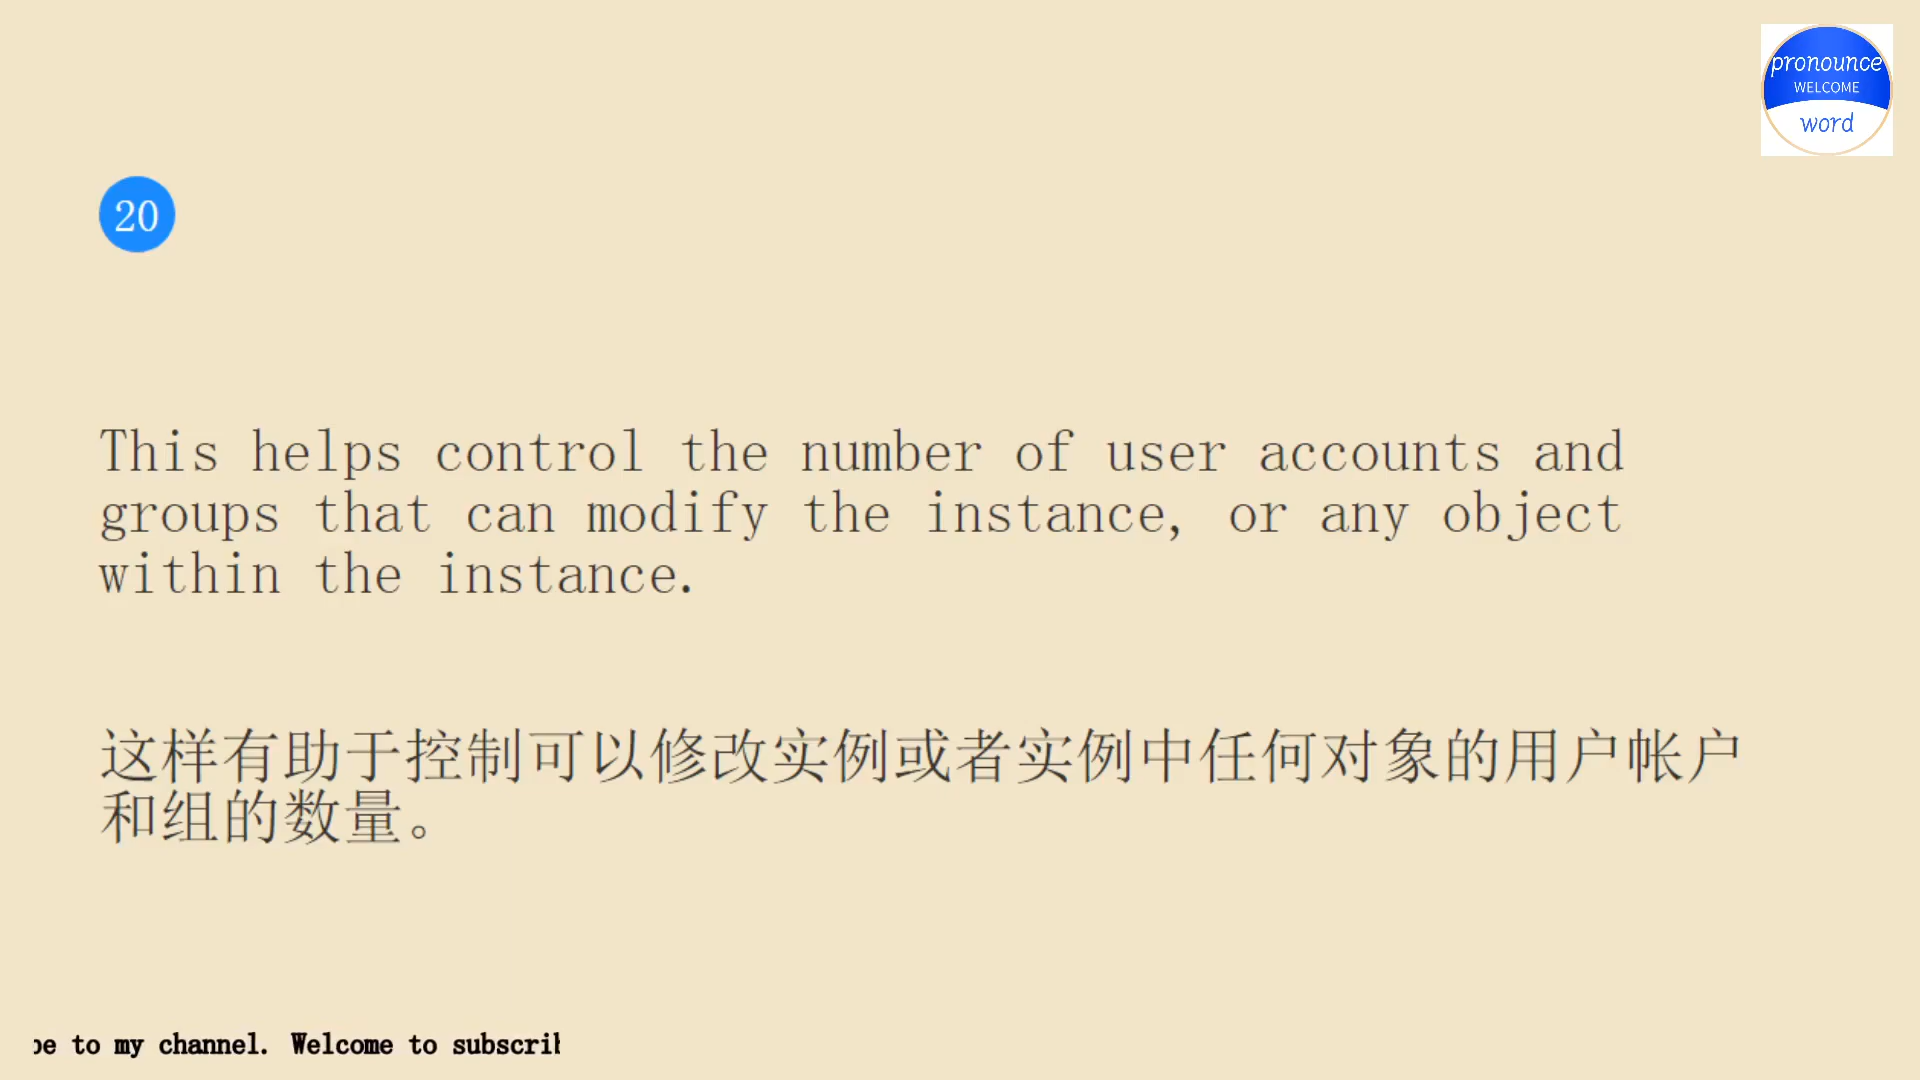 pronounce
WELCOME
word
20
This helps control the number of user accounts and
groups that can modify the instance, or any object
within the instance.
这样有助于控制可以修改实例或者实例中任何对象的用户帐户
和组的数量。
to my channel. Welcome to